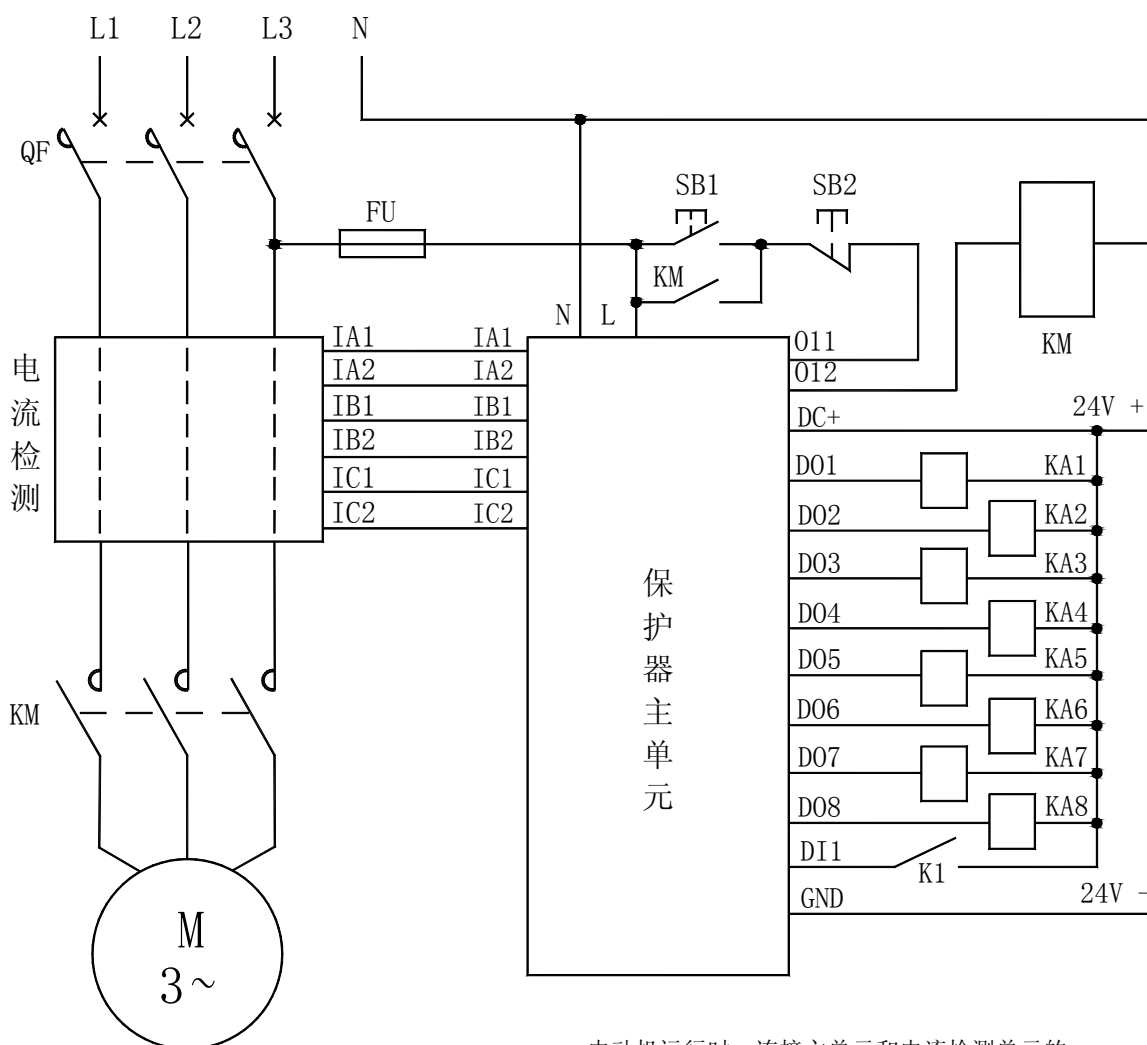 L1 L2 L3 N
QF
FU
SB1 SB2
KM
N L
KM
电流检测
IA1 IA1
IA2 IA2
IB1 IB1
IB2 IB2
IC1 IC1
IC2 IC2
O11
O12
DC+ 24V +
DO1 KA1
DO2 KA2
DO3 KA3
DO4 KA4
DO5 KA5
DO6 KA6
DO7 KA7
DO8 KA8
DI1 K1
GND 24V -
保护器主单元
KM
M
3~